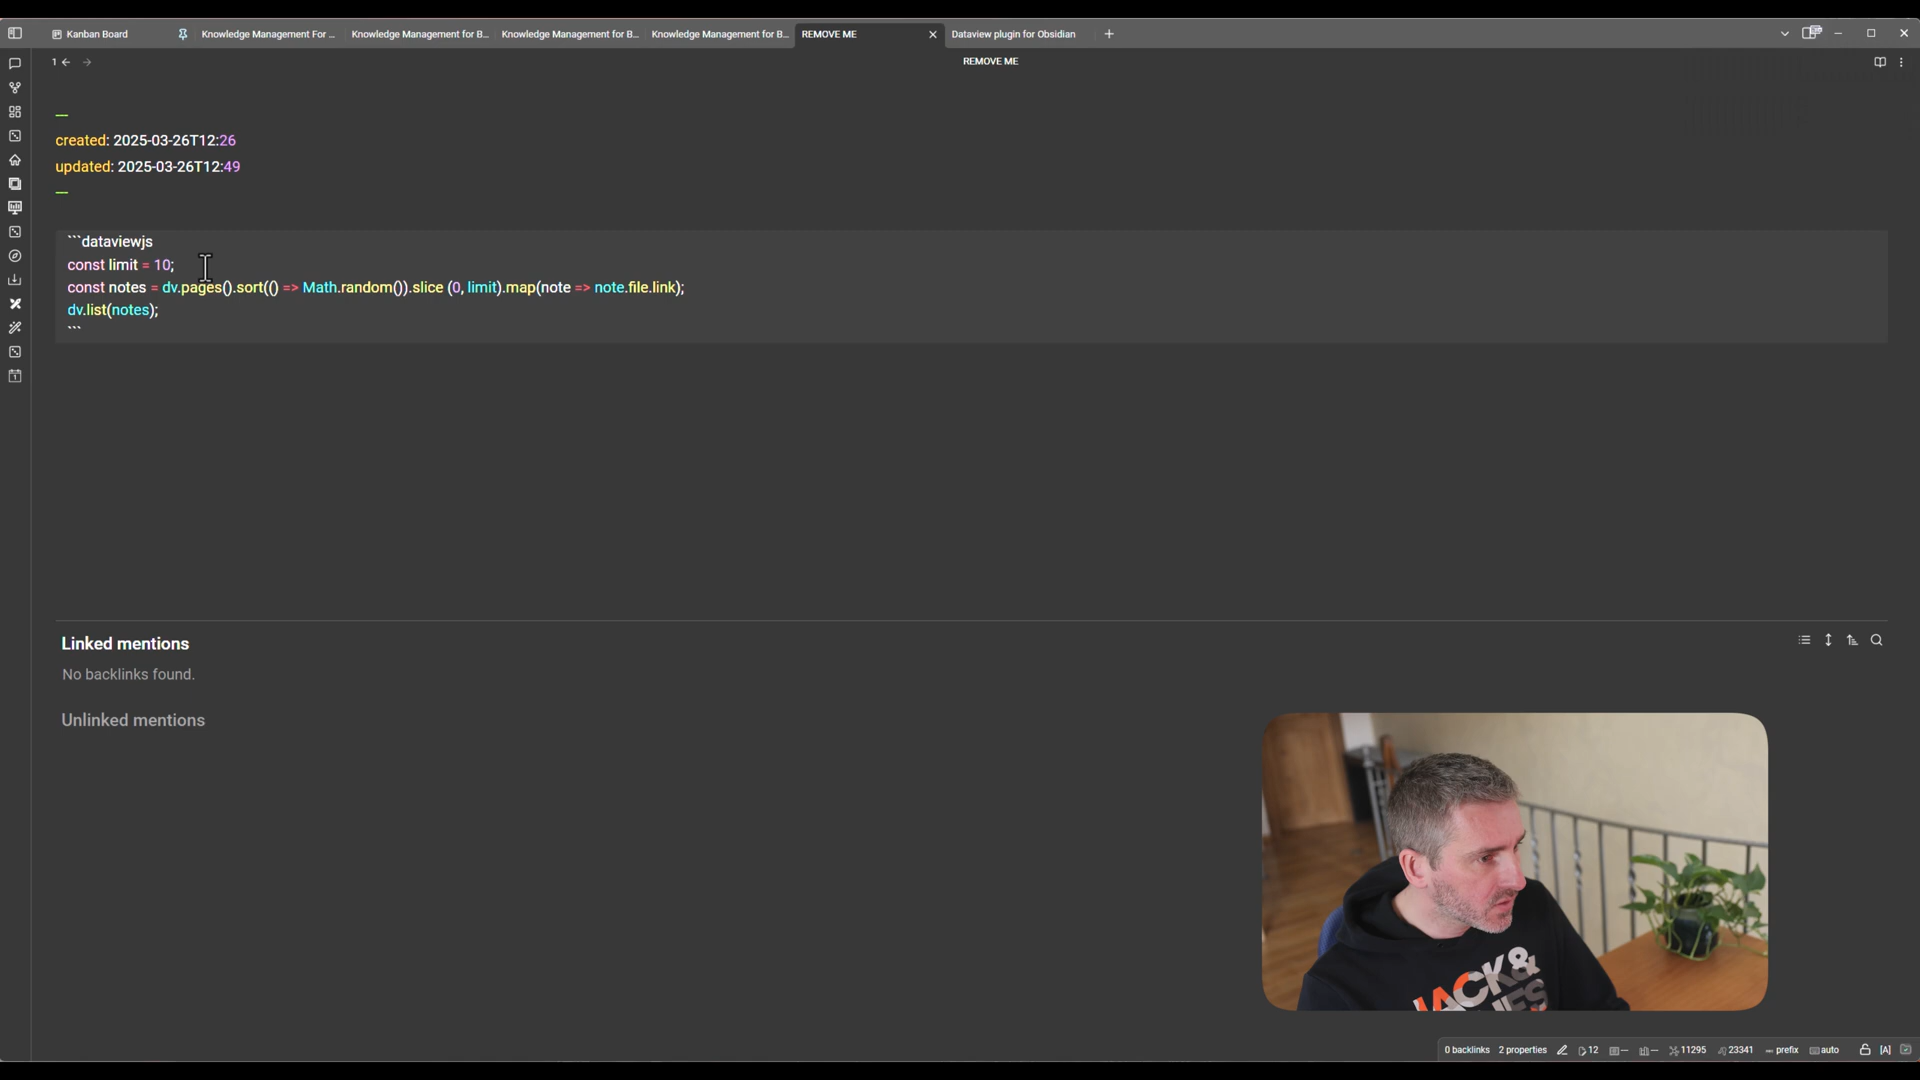 Kanban Board
Knowledge Management For ...
Knowledge Management for B...
Knowledge Management for B...
Knowledge Management for B...
REMOVE ME
Dataview plugin for Obsidian
1
REMOVE ME
---
created: 2025-03-26T12:26
updated: 2025-03-26T12:49
---
```dataviewjs
const limit = 10;
const notes = dv.pages().sort(() => Math.random()).slice (0, limit).map(note => note.file.link);
dv.list(notes);
```
Linked mentions
No backlinks found.
Unlinked mentions
JACK&
0 backlinks 2 properties 12 11295 23341 prefix auto [A]